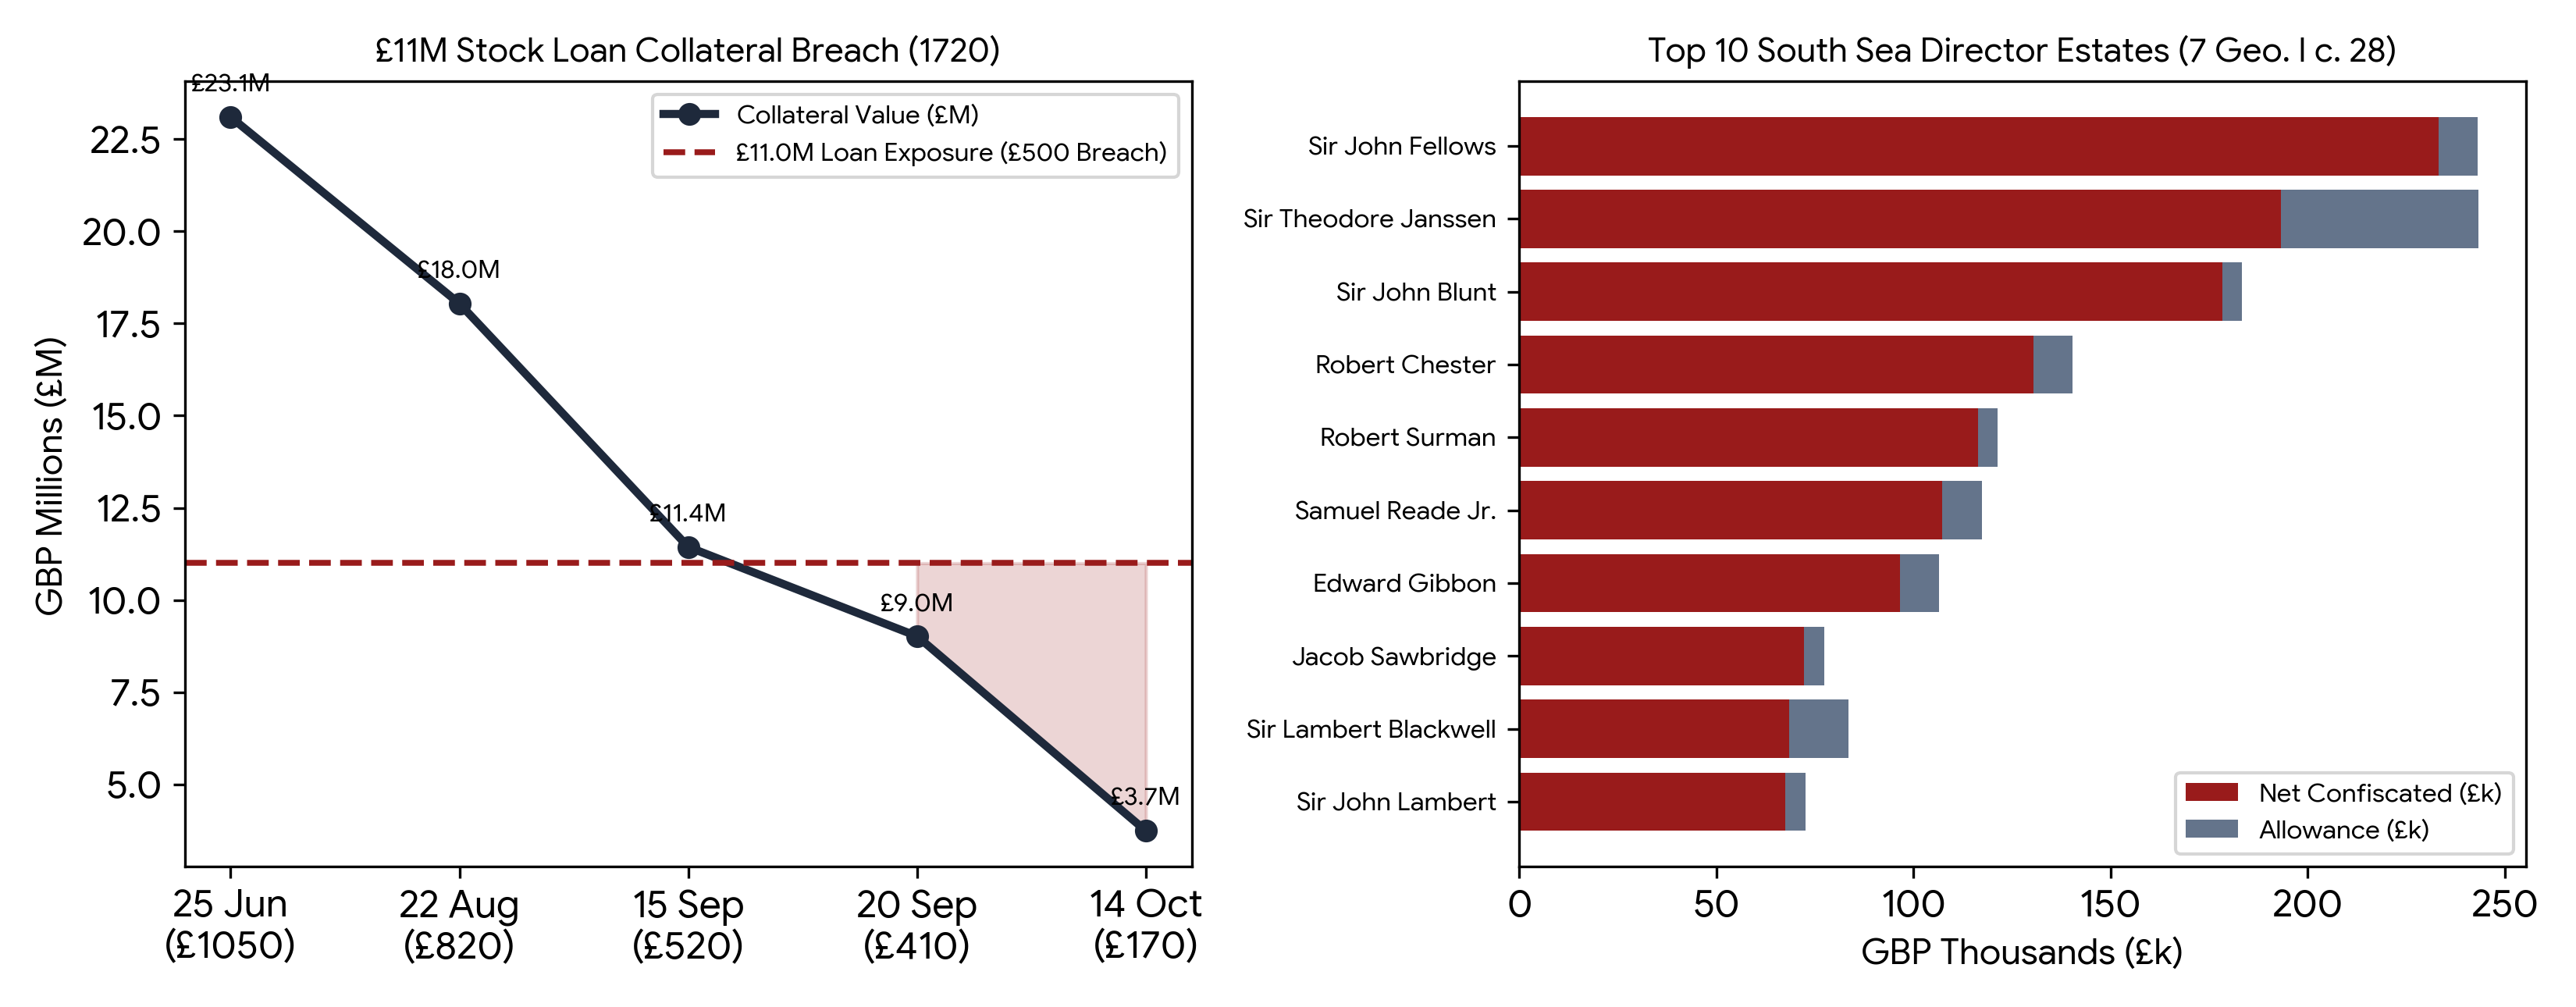 £11M Stock Loan Collateral Breach (1720)
£23.1M
Collateral Value (£M)
£11.0M Loan Exposure (£500 Breach)
22.5
20.0
£18.0M
17.5
15.0
12.5
£11.4M
10.0
£9.0M
7.5
5.0
£3.7M
GBP Millions (£M)
25 Jun
(£1050)
22 Aug
(£820)
15 Sep
(£520)
20 Sep
(£410)
14 Oct
(£170)
Top 10 South Sea Director Estates (7 Geo. I c. 28)
Sir John Fellows
Sir Theodore Janssen
Sir John Blunt
Robert Chester
Robert Surman
Samuel Reade Jr.
Edward Gibbon
Jacob Sawbridge
Sir Lambert Blackwell
Sir John Lambert
Net Confiscated (£k)
Allowance (£k)
0
50
100
150
200
250
GBP Thousands (£k)